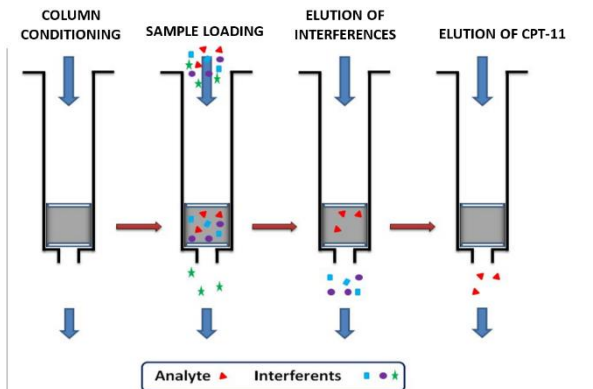 COLUMN
CONDITIONING
SAMPLE LOADING
ELUTION OF
INTERFERENCES
ELUTION OF CPT-11
Analyte
Interferents